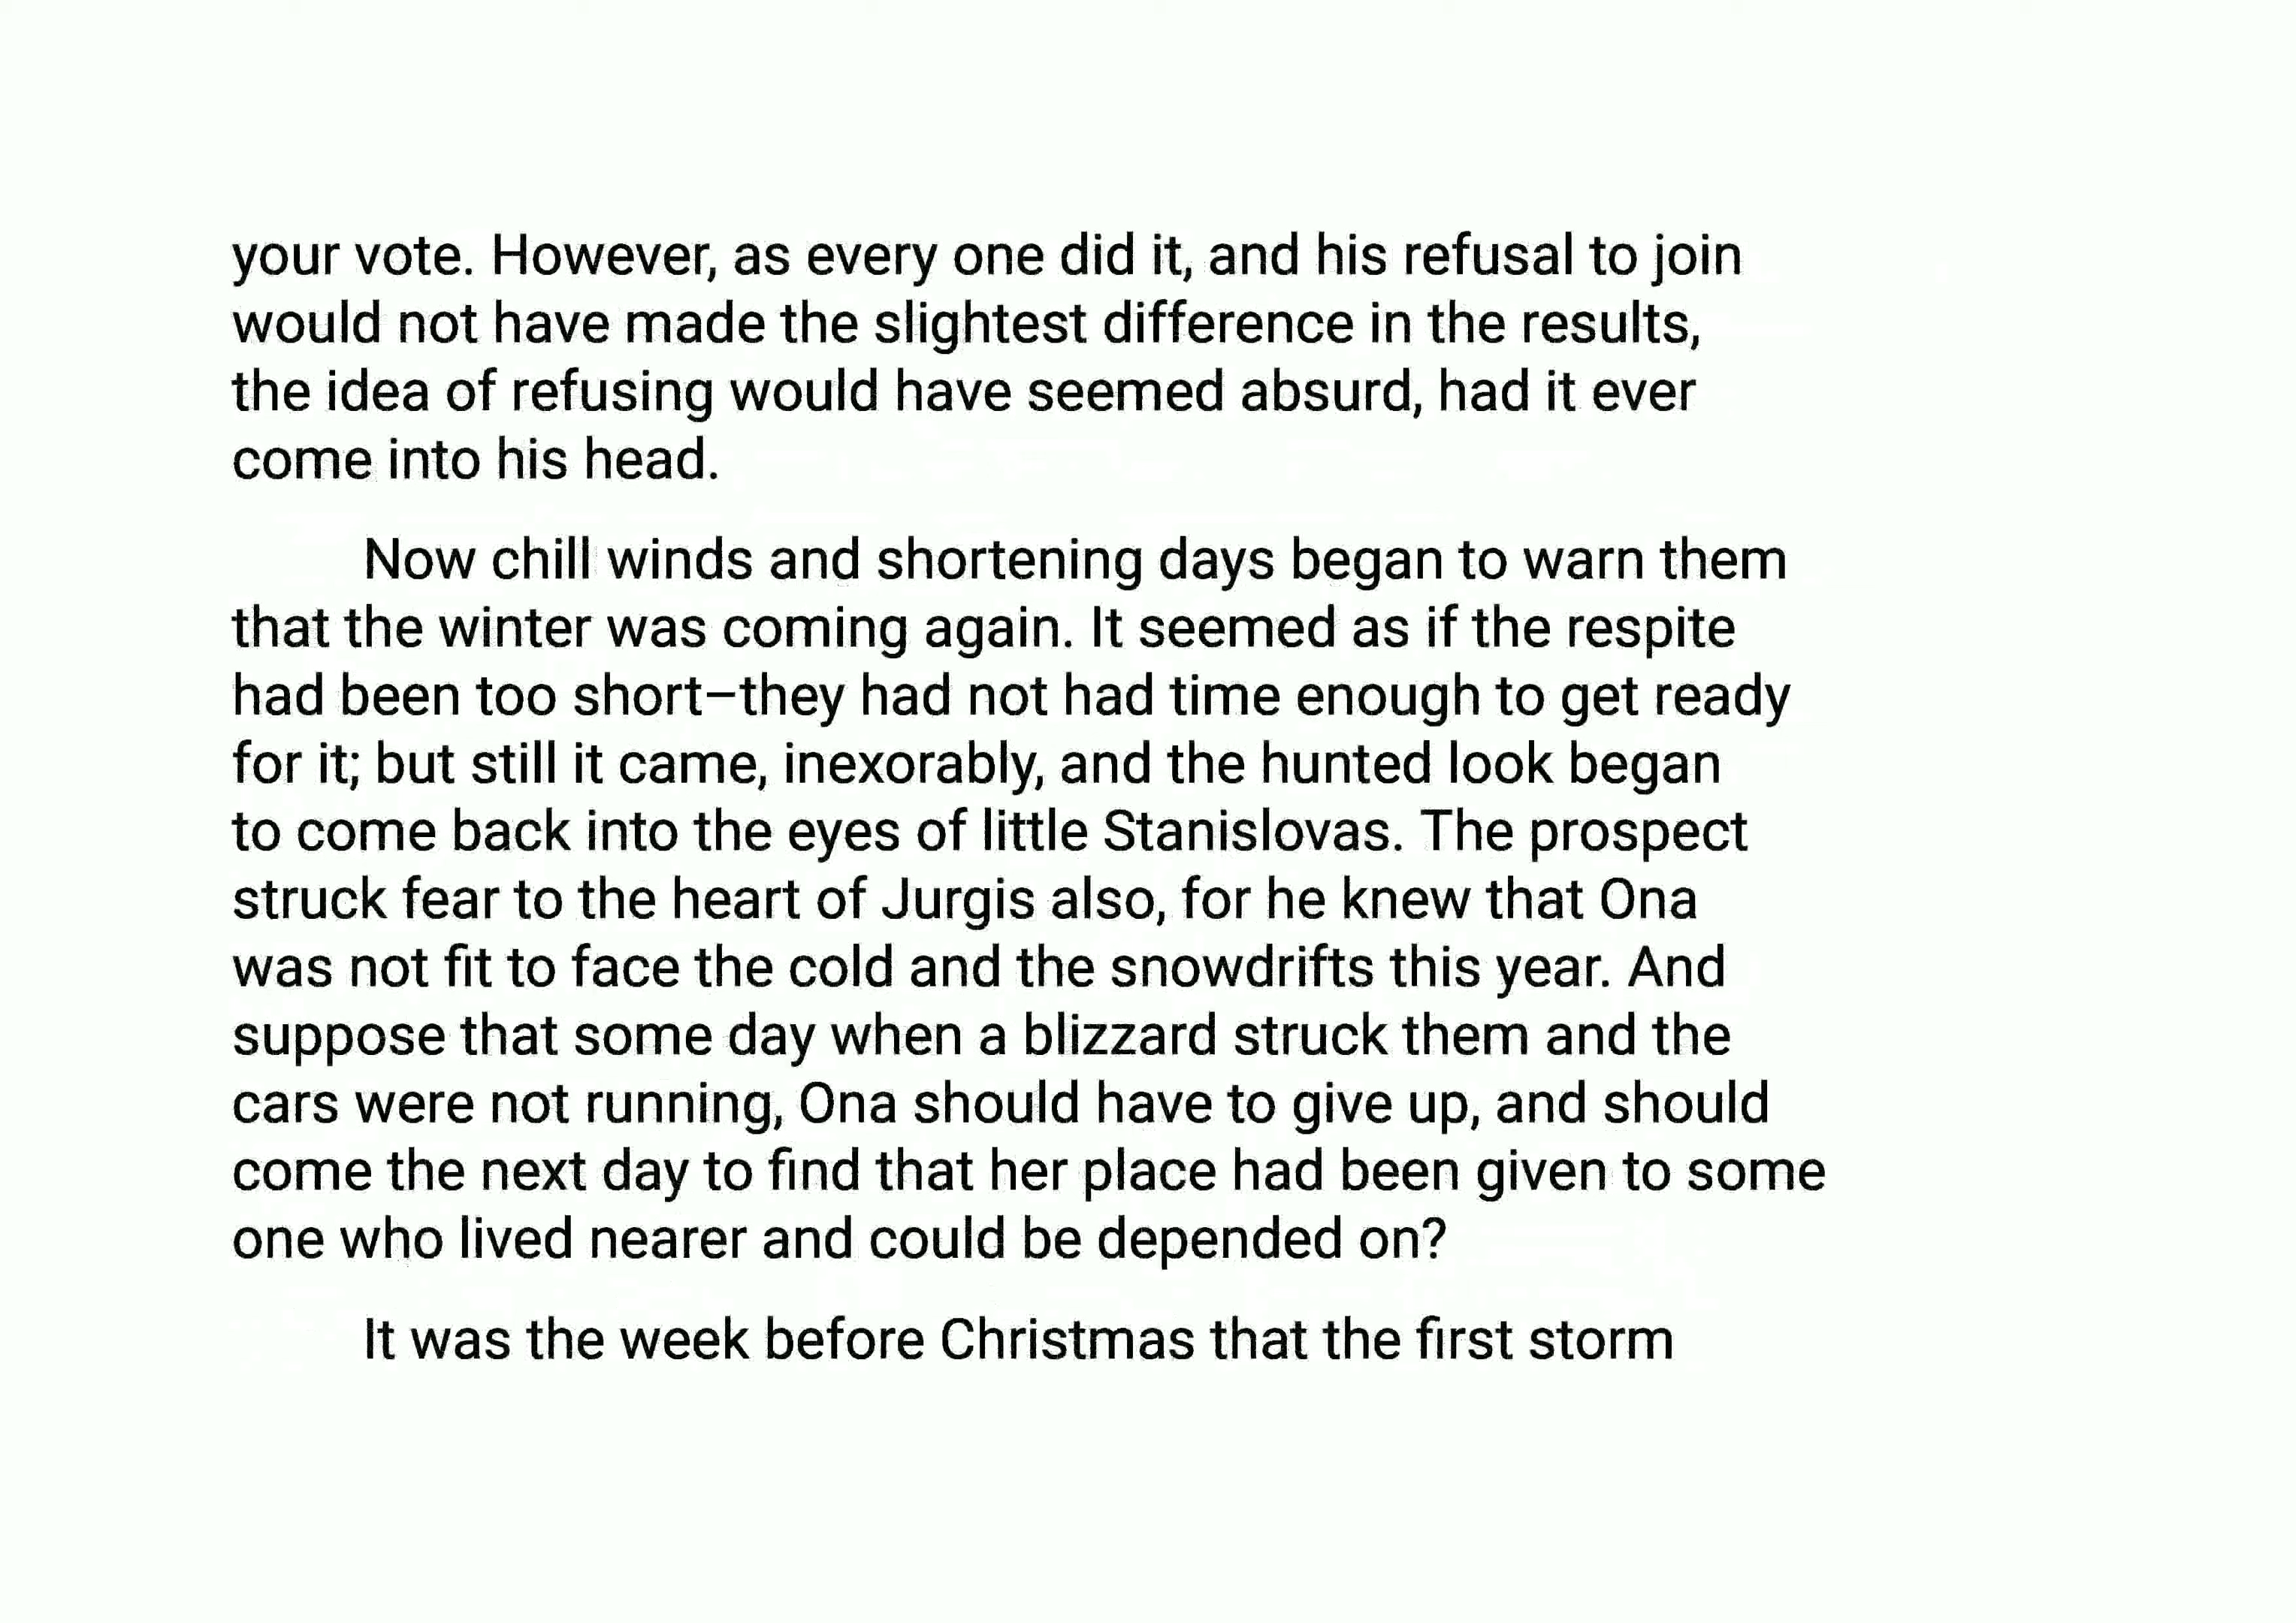 your vote. However, as every one did it, and his refusal to join
would not have made the slightest difference in the results,
the idea of refusing would have seemed absurd, had it ever
come into his head.
Now chill winds and shortening days began to warn them
that the winter was coming again. It seemed as if the respite
had been too short–they had not had time enough to get ready
for it; but still it came, inexorably, and the hunted look began
to come back into the eyes of little Stanislovas. The prospect
struck fear to the heart of Jurgis also, for he knew that Ona
was not fit to face the cold and the snowdrifts this year. And
suppose that some day when a blizzard struck them and the
cars were not running, Ona should have to give up, and should
come the next day to find that her place had been given to some
one who lived nearer and could be depended on?
It was the week before Christmas that the first storm